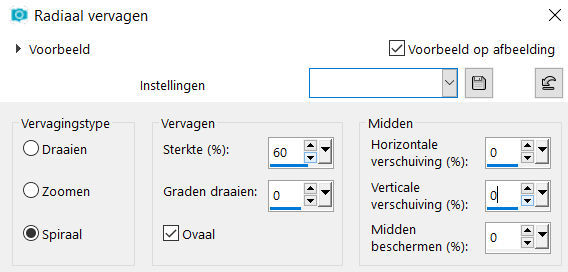 Radiaal vervagen
Voorbeeld
Voorbeeld op afbeelding
Instellingen
Vervagingstype
Draaien
Zoomen
Spiraal
Vervagen
Sterkte (%): 60
Graden draaien: 0
Ovaal
Midden
Horizontale
verschuiving (%): 0
Verticale
verschuiving (%): 0
Midden
beschermen (%): 0